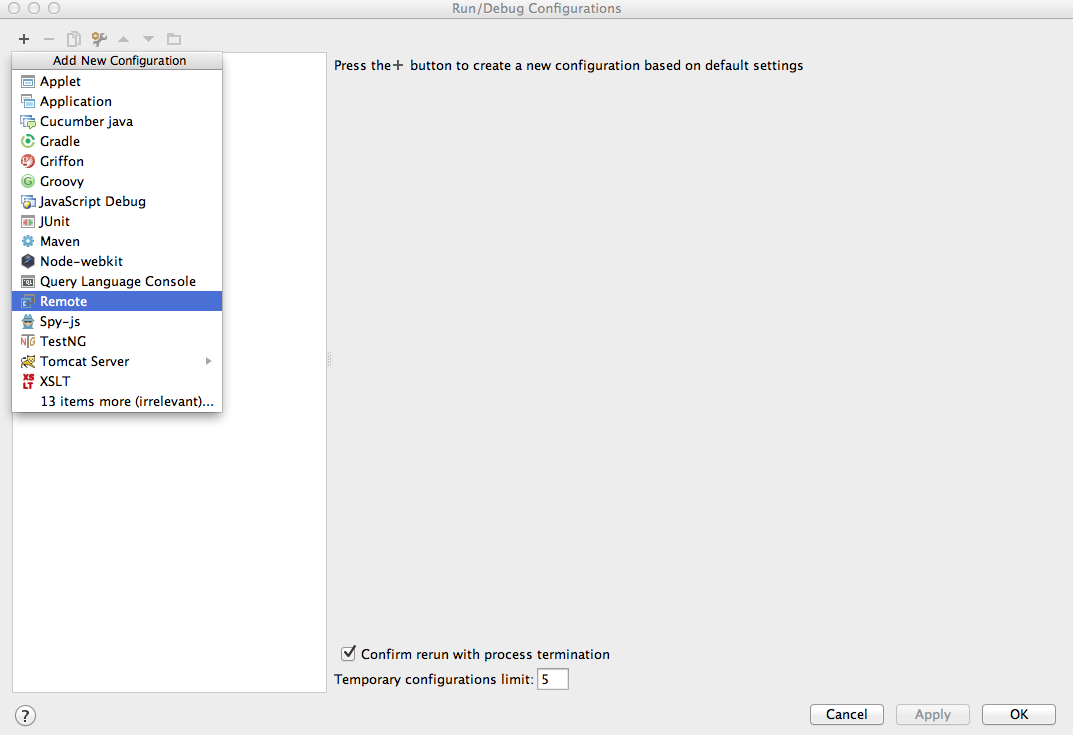 Run/Debug Configurations
Add New Configuration
Press the+ button to create a new configuration based on default settings
Applet
Application
Cucumber java
Gradle
Griffon
Groovy
JavaScript Debug
JUnit
Maven
Node-webkit
Query Language Console
Remote
Spy-js
TestNG
Tomcat Server
XSLT
13 items more (irrelevant)...
Confirm rerun with process termination
Temporary configurations limit: 5
? Cancel Apply OK